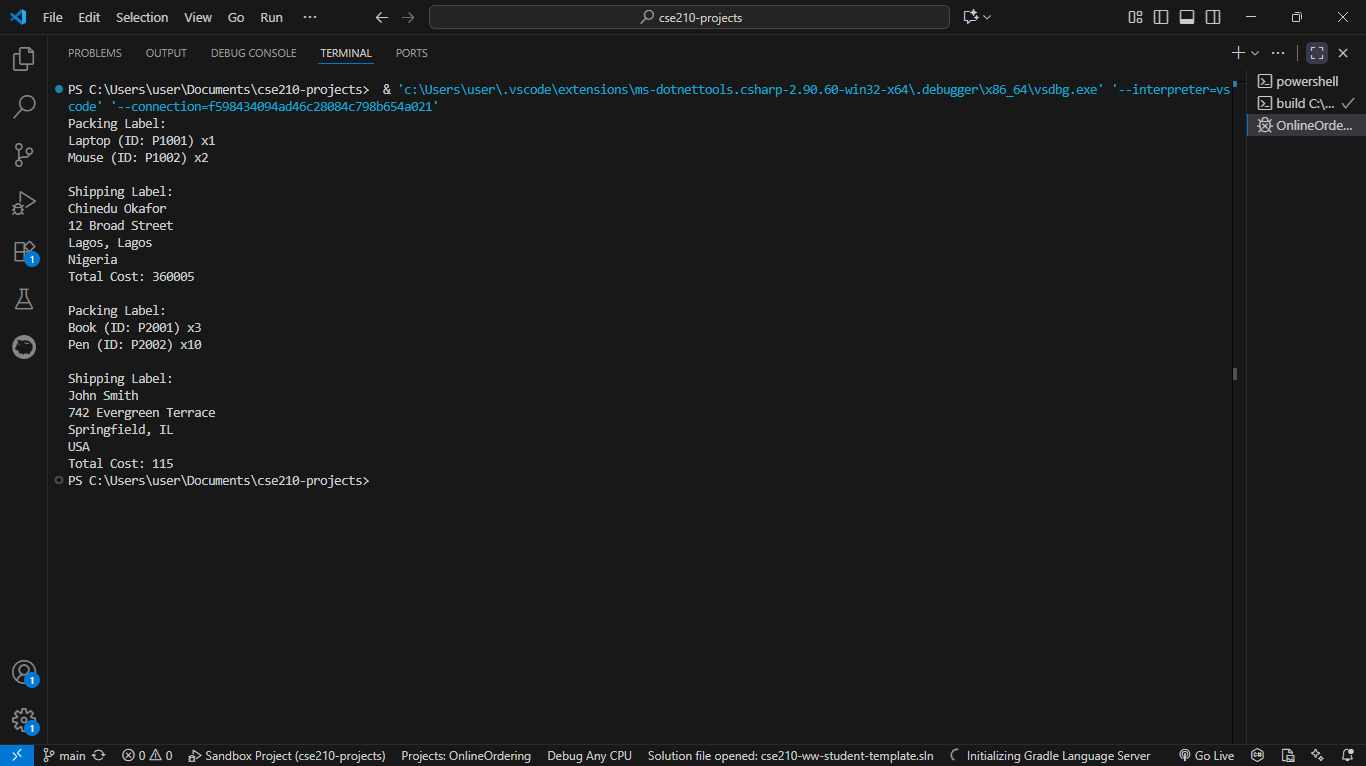 File Edit Selection View Go Run ···
cse210-projects
PROBLEMS OUTPUT DEBUG CONSOLE TERMINAL PORTS
PS C:\Users\user\Documents\cse210-projects>  & 'c:\Users\user\.vscode\extensions\ms-dotnettools.csharp-2.90.60-win32-x64\.debugger\x86_64\vsdbg.exe' '--interpreter=vs
code' '--connection=f598434094ad46c28084c798b654a021'
Packing Label:
Laptop (ID: P1001) x1
Mouse (ID: P1002) x2
Shipping Label:
Chinedu Okafor
12 Broad Street
Lagos, Lagos
Nigeria
Total Cost: 360005
Packing Label:
Book (ID: P2001) x3
Pen (ID: P2002) x10
Shipping Label:
John Smith
742 Evergreen Terrace
Springfield, IL
USA
Total Cost: 115
PS C:\Users\user\Documents\cse210-projects>
powershell
build C:\...
OnlineOrde...
1
1
1
main 0 0 Sandbox Project (cse210-projects) Projects: OnlineOrdering Debug Any CPU Solution file opened: cse210-ww-student-template.sln Initializing Gradle Language Server Go Live